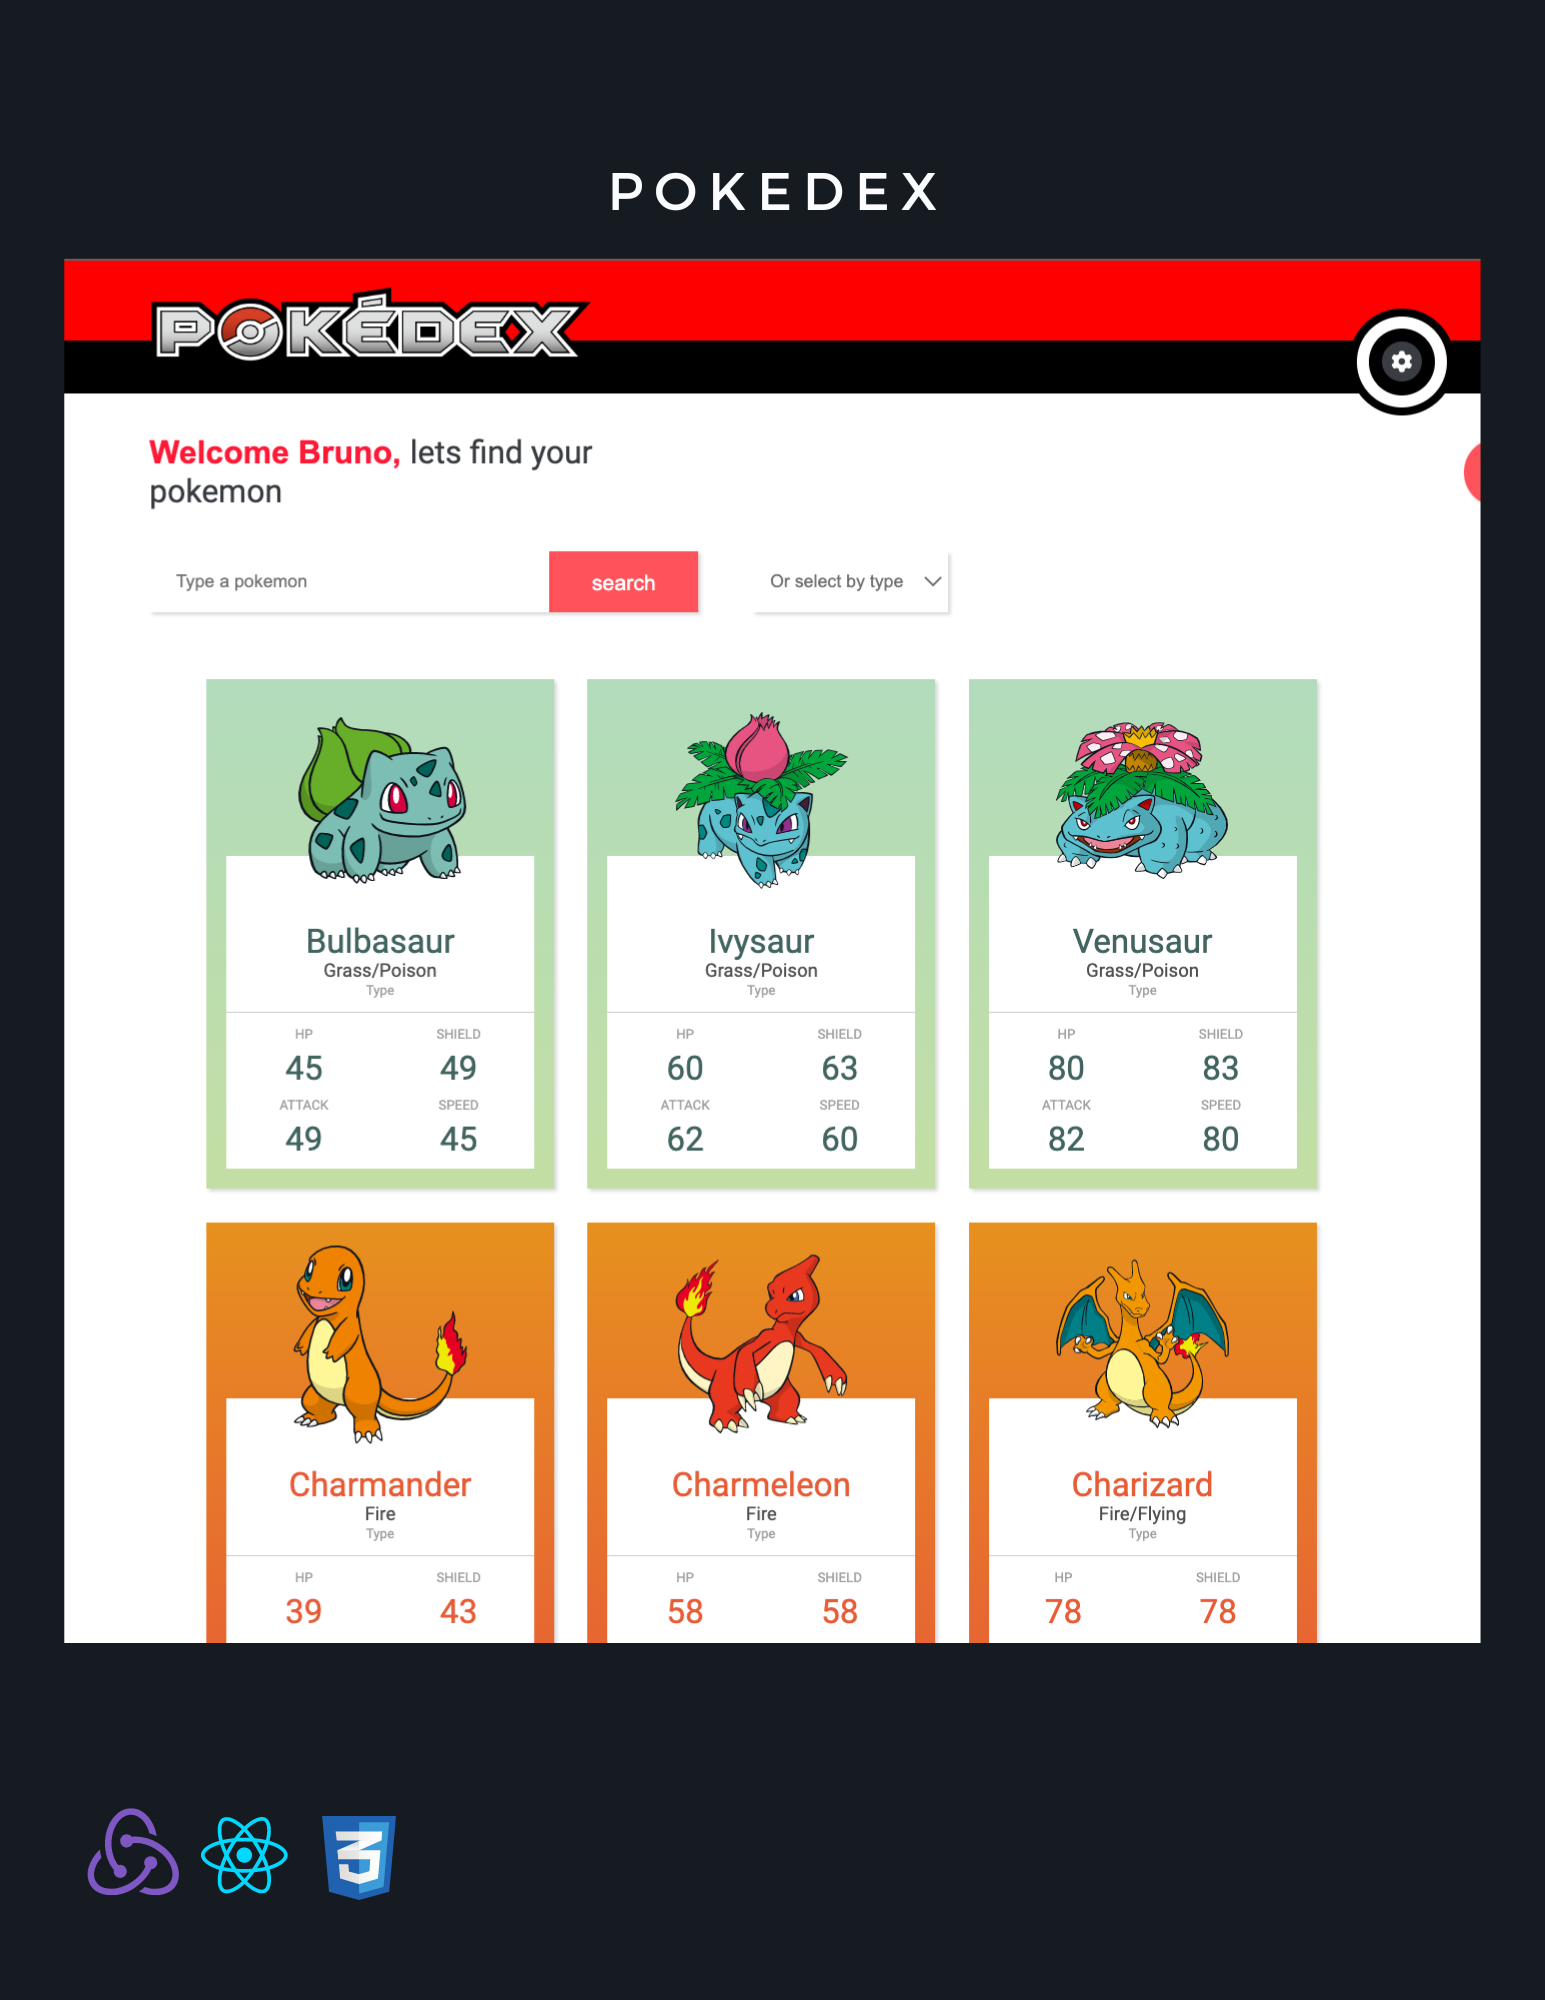 POKEDEX
POKÉDEX
Welcome Bruno, lets find your
pokemon
Type a pokemon
search
Or select by type
Bulbasaur
Grass/Poison
Type
HP SHIELD
45 49
ATTACK SPEED
49 45
Ivysaur
Grass/Poison
Type
HP SHIELD
60 63
ATTACK SPEED
62 60
Venusaur
Grass/Poison
Type
HP SHIELD
80 83
ATTACK SPEED
82 80
Charmander
Fire
Type
HP SHIELD
39 43
Charmeleon
Fire
Type
HP SHIELD
58 58
Charizard
Fire/Flying
Type
HP SHIELD
78 78